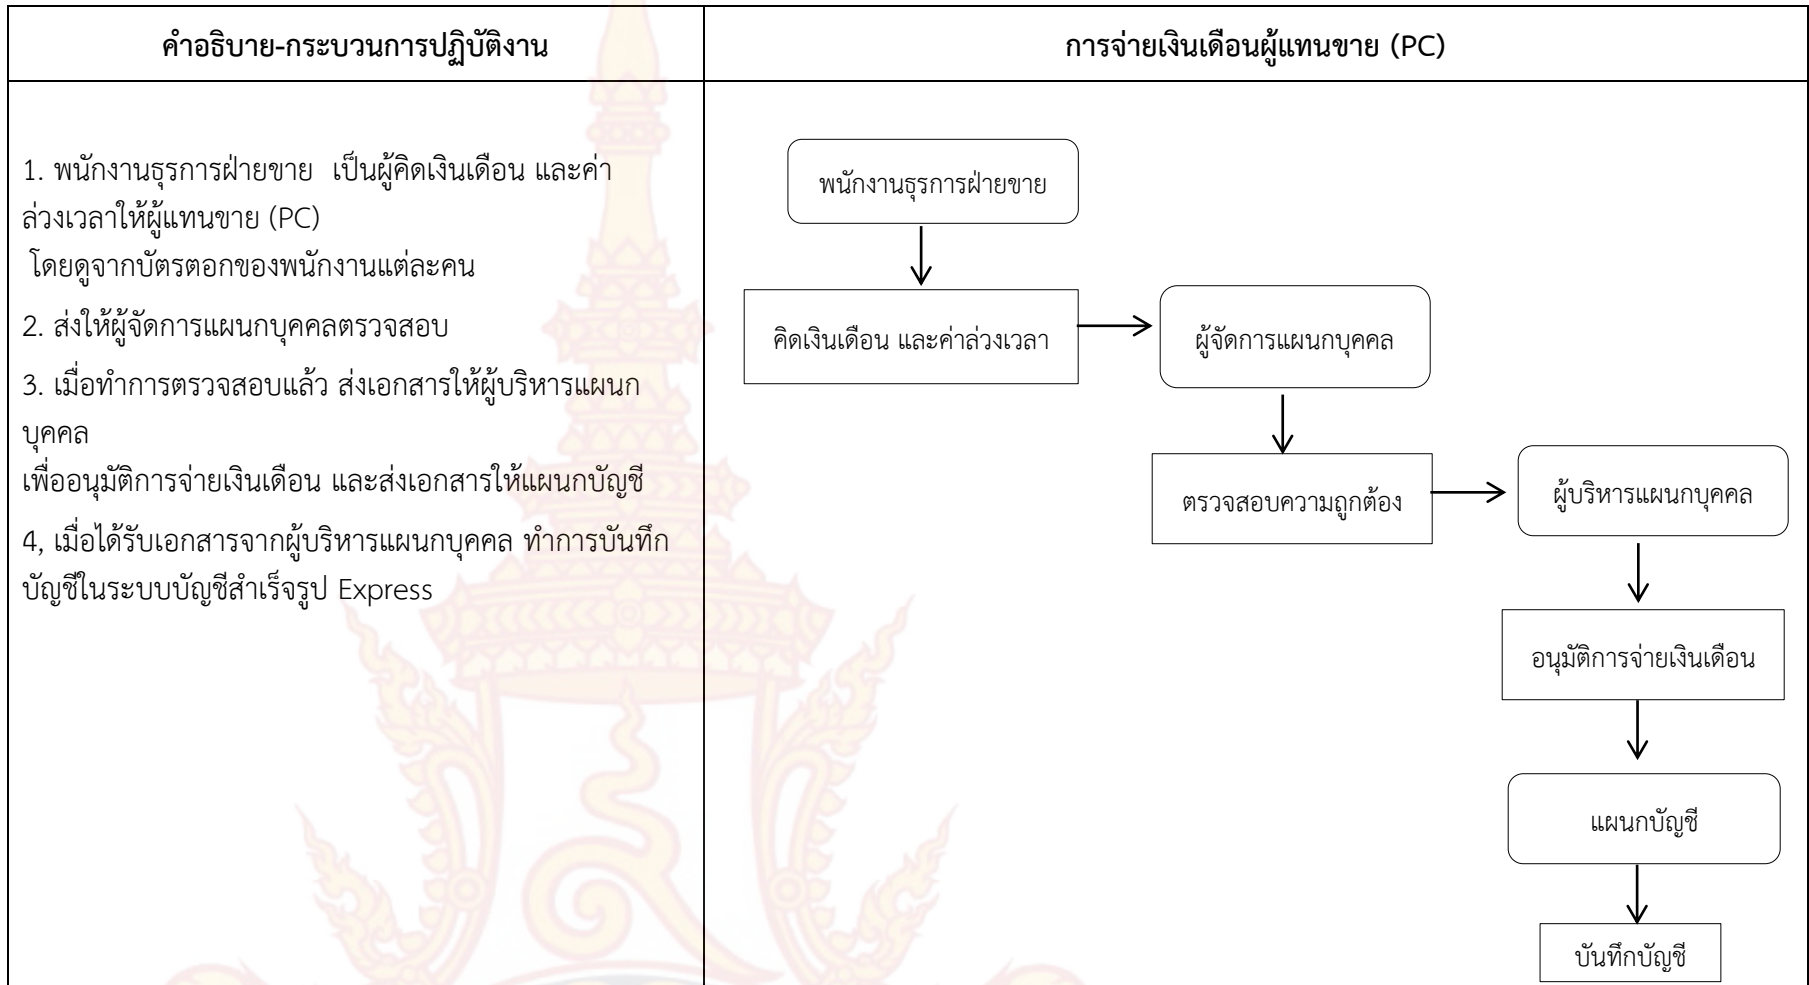 คำอธิบาย-กระบวนการปฏิบัติงาน
การจ่ายเงินเดือนผู้แทนขาย (PC)
1. พนักงานธุรการฝ่ายขาย เป็นผู้คิดเงินเดือน และค่า
ล่วงเวลาให้ผู้แทนขาย (PC)
โดยดูจากบัตรตอกของพนักงานแต่ละคน
2. ส่งให้ผู้จัดการแผนกบุคคลตรวจสอบ
3. เมื่อทำการตรวจสอบแล้ว ส่งเอกสารให้ผู้บริหารแผนก
บุคคล
เพื่ออนุมัติการจ่ายเงินเดือน และส่งเอกสารให้แผนกบัญชี
4, เมื่อได้รับเอกสารจากผู้บริหารแผนกบุคคล ทำการบันทึก
บัญชีในระบบบัญชีสำเร็จรูป Express
พนักงานธุรการฝ่ายขาย
คิดเงินเดือน และค่าล่วงเวลา
ผู้จัดการแผนกบุคคล
ตรวจสอบความถูกต้อง
ผู้บริหารแผนกบุคคล
อนุมัติการจ่ายเงินเดือน
แผนกบัญชี
บันทึกบัญชี